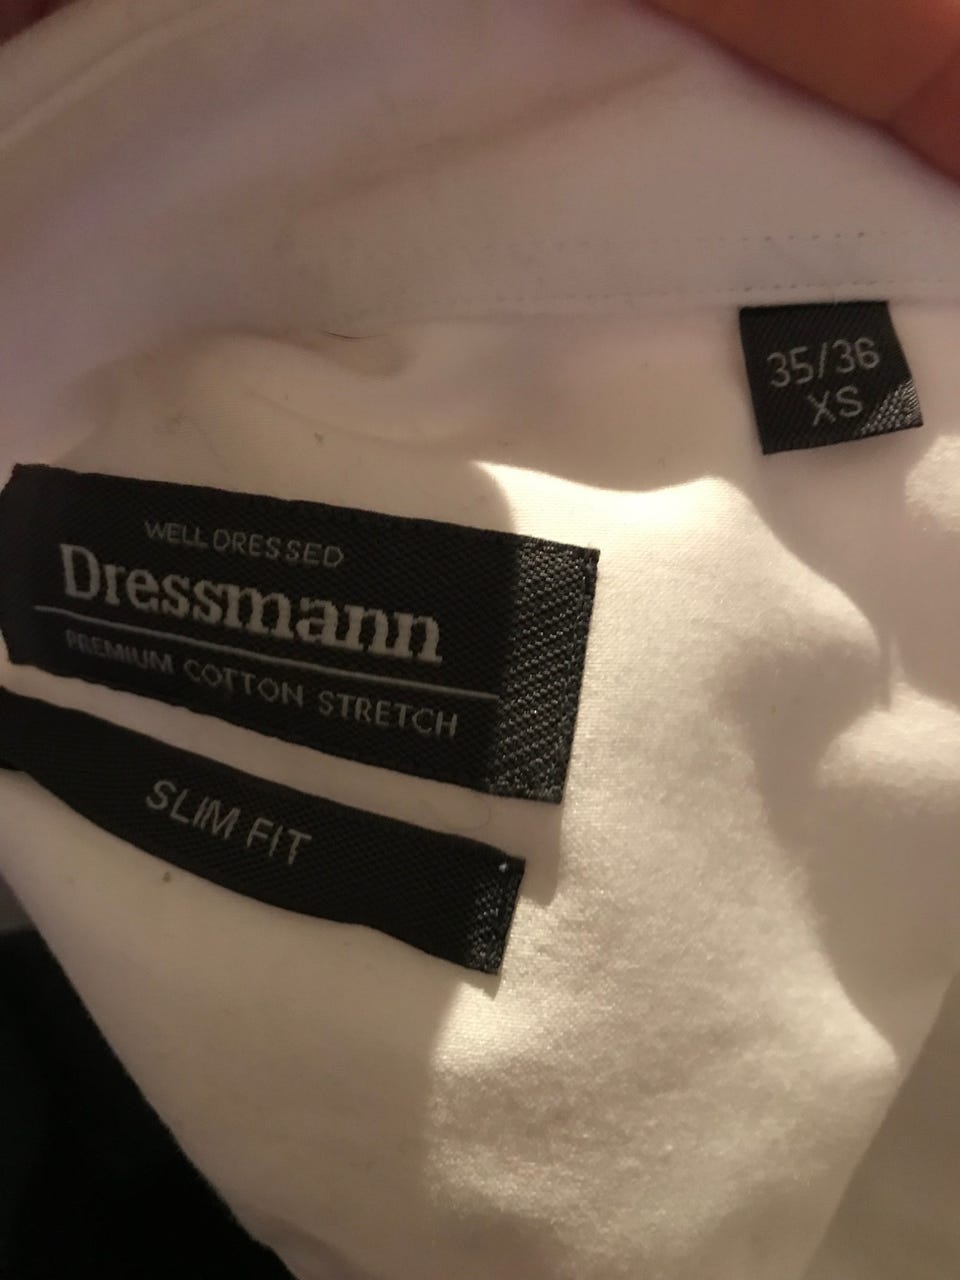 35/36
XS
WELL DRESSED
Dressmann
PREMIUM COTTON STRETCH
SLIM FIT